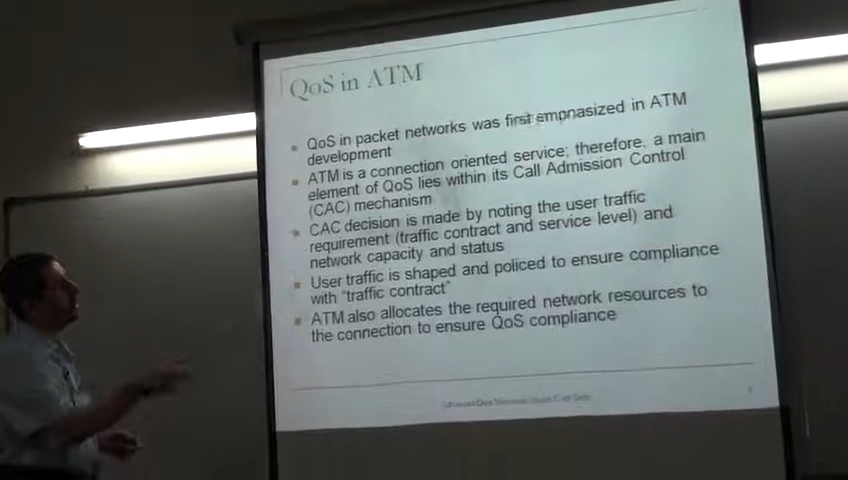 QoS in ATM
QoS in packet networks was first empnasized in ATM
development
ATM is a connection oriented service; therefore, a main
element of QoS lies within its Call Admission Control
(CAC) mechanism
CAC decision is made by noting the user traffic
requirement (traffic contract and service level) and
network capacity and status
User traffic is shaped and policed to ensure compliance
with "traffic contract"
ATM also allocates the required network resources to
the connection to ensure QoS compliance